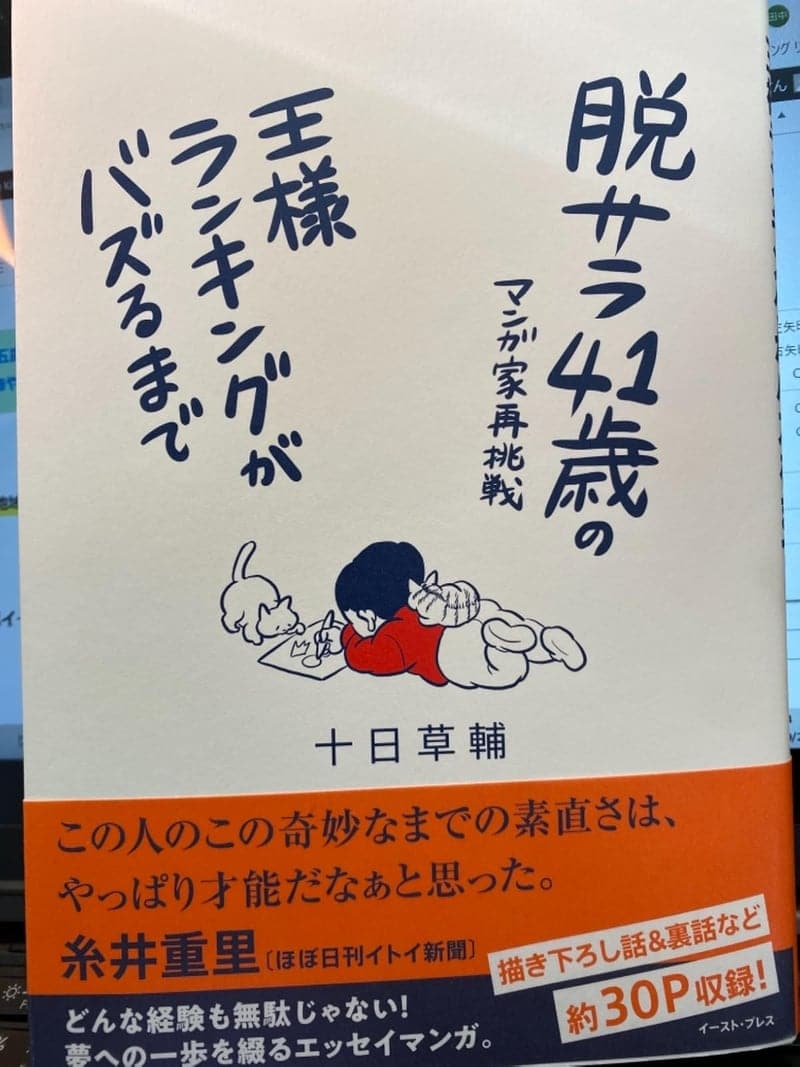 脱サラ41歳の
マンガ家再挑戦
王様
ランキングが
バズるまで
十日草輔
この人のこの奇妙なまでの素直さは、
やっぱり才能だなぁと思った。
糸井重里〔ほぼ日刊イトイ新聞〕
描き下ろし話&裏話など
約30P収録!
どんな経験も無駄じゃない!
夢への一歩を綴るエッセイマンガ。
イースト・プレス
田中